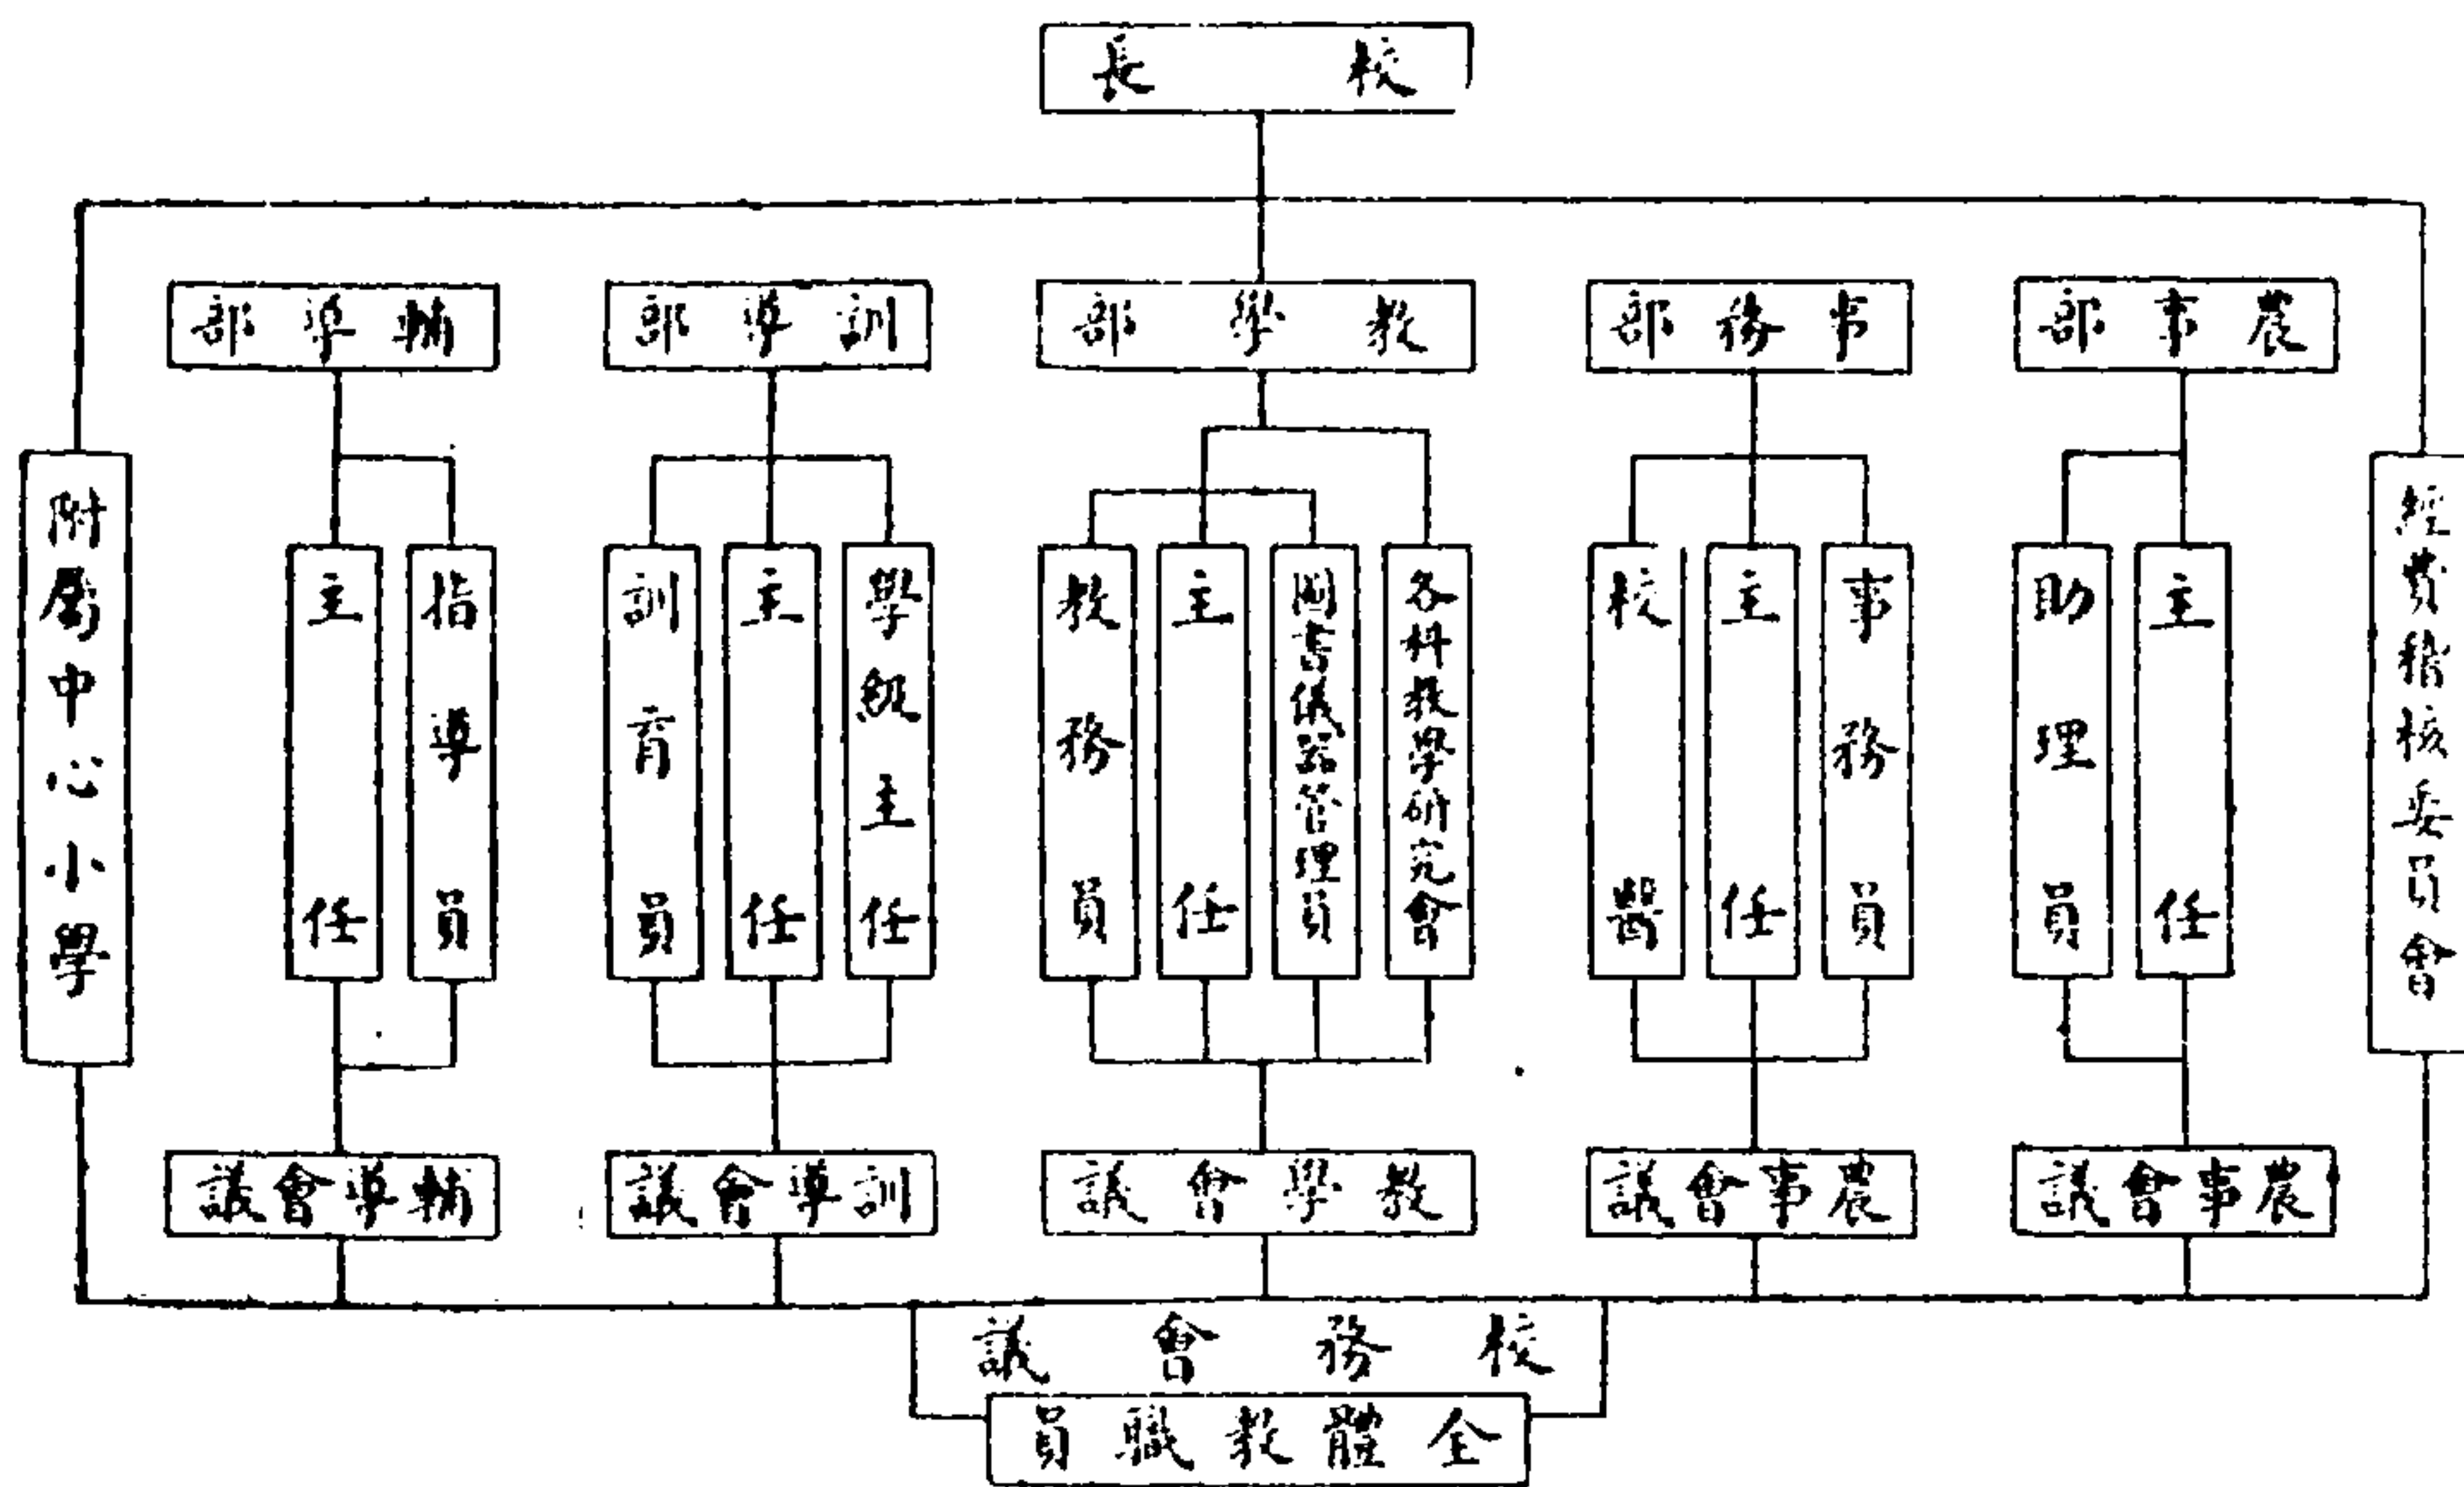 校長
農事部
事務部
教學部
訓導部
輔導部
經費稽核委員會
主任
助理員
事務員
主任
校醫
各科教學研究會
圖書儀器管理員
主任
教務員
學級主任
主任
訓育員
指導員
主任
附屬中心小學
農事會議
農事會議
教學會議
訓導會議
輔導會議
校務會議
全體教職員